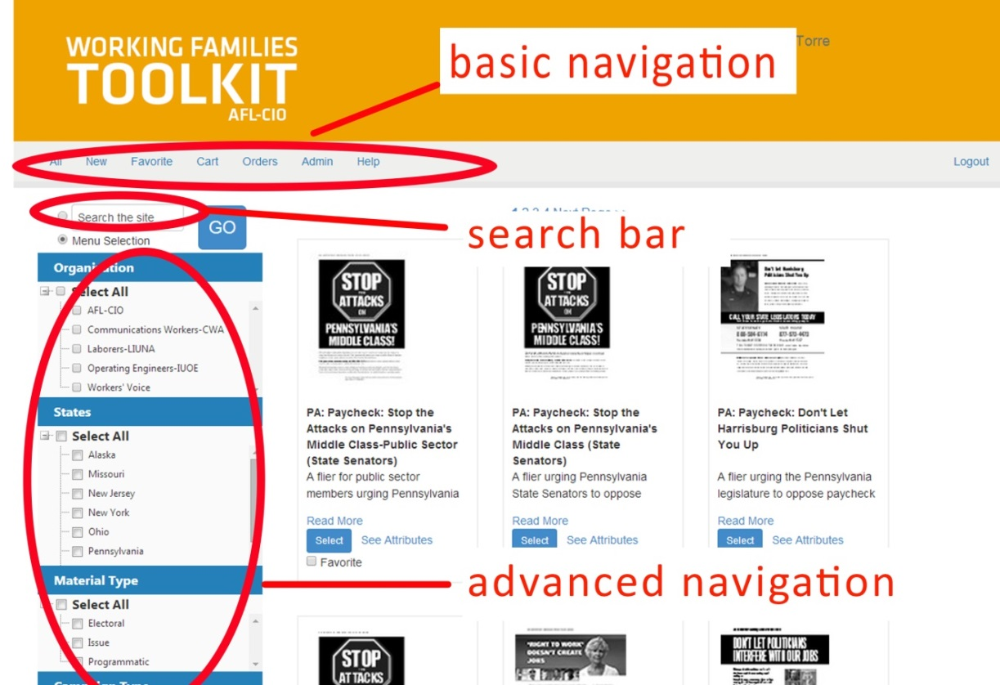 WORKING FAMILIES
TOOLKIT
AFL-CIO
basic navigation
Torre
All New Favorite Cart Orders Admin Help Logout
Search the site
GO
Menu Selection
search bar
Organization
Select All
AFL-CIO
Communications Workers-CWA
Laborers-LIUNA
Operating Engineers-IUOE
Workers' Voice
States
Select All
Alaska
Missouri
New Jersey
New York
Ohio
Pennsylvania
Material Type
Select All
Electoral
Issue
Programmatic
STOP
ATTACKS
ON
PENNSYLVANIA'S
MIDDLE CLASS!
PA: Paycheck: Stop the
Attacks on Pennsylvania's
Middle Class-Public Sector
(State Senators)
A flier for public sector
members urging Pennsylvania
Read More
Select See Attributes
Favorite
STOP
ATTACKS
ON
PENNSYLVANIA'S
MIDDLE CLASS!
PA: Paycheck: Stop the
Attacks on Pennsylvania's
Middle Class (State
Senators)
A flier urging Pennsylvania
State Senators to oppose
Read More
Select See Attributes
Don't Let Harrisburg
Politicians Shut You Up
CALL YOUR STATE LEGISLATORS TODAY
PA: Paycheck: Don't Let
Harrisburg Politicians Shut
You Up
A flier urging the Pennsylvania
legislature to oppose paycheck
Read More
Select See Attributes
advanced navigation
STOP
ATTACKS
"RIGHT TO WORK"
DOESN'T CREATE
JOBS
DON'T LET POLITICIANS
INTERFERE WITH OUR JOBS